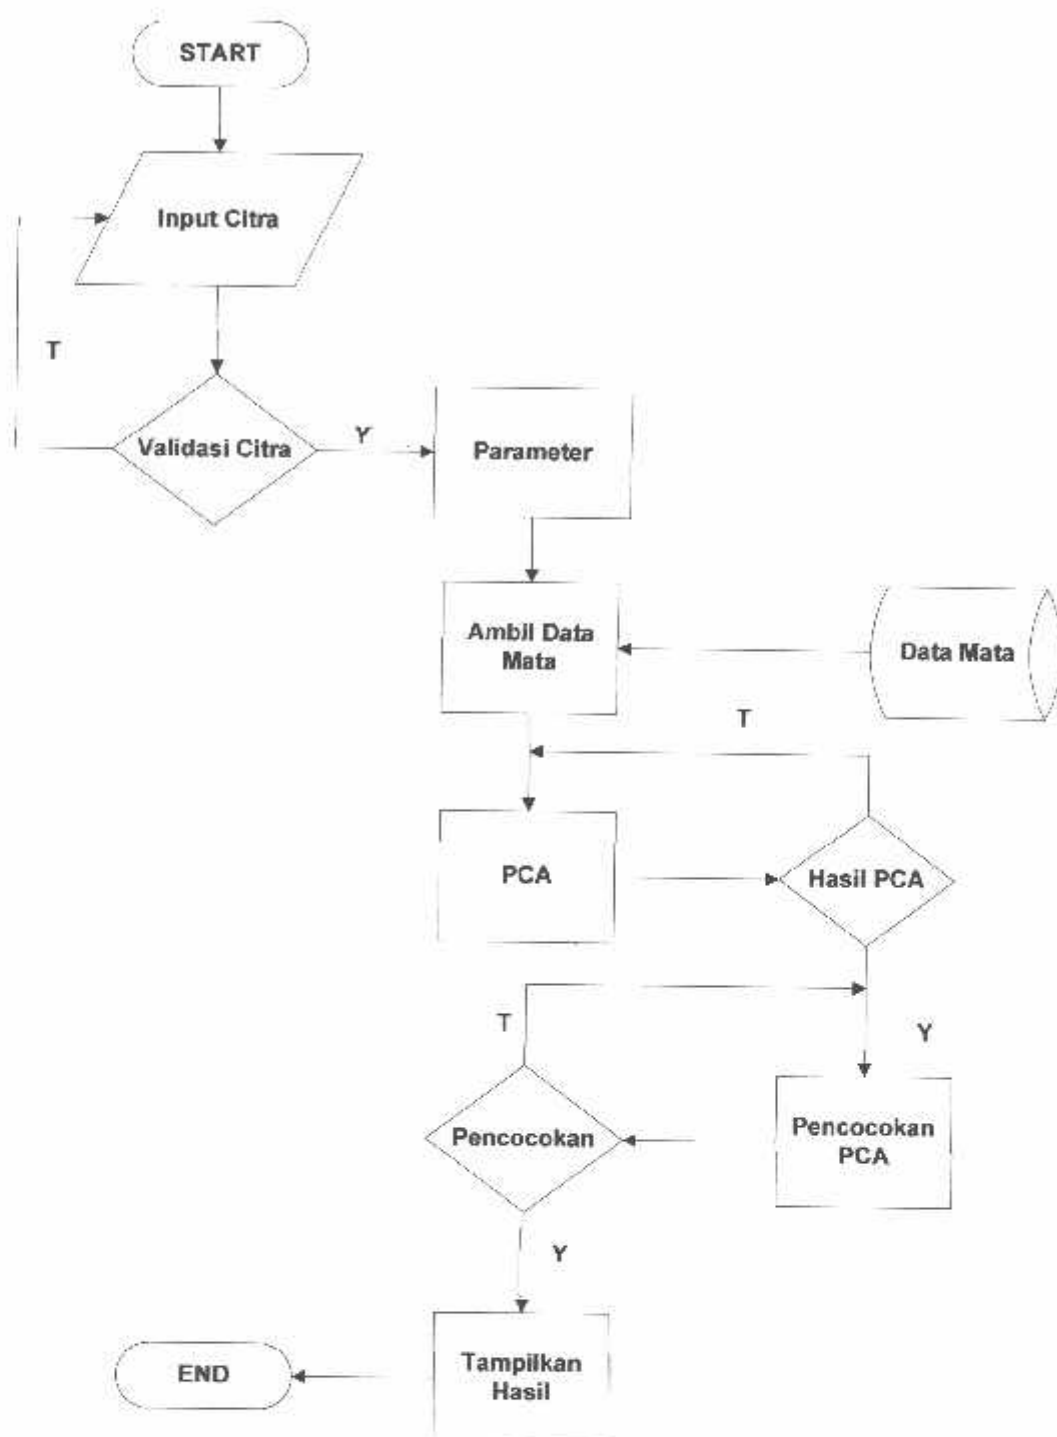 START
Input Citra
T
Validasi Citra
Y
Parameter
Ambil Data
Mata
Data Mata
T
PCA
Hasil PCA
T
Y
Pencocokan
Pencocokan
PCA
Y
Tampilkan
Hasil
END